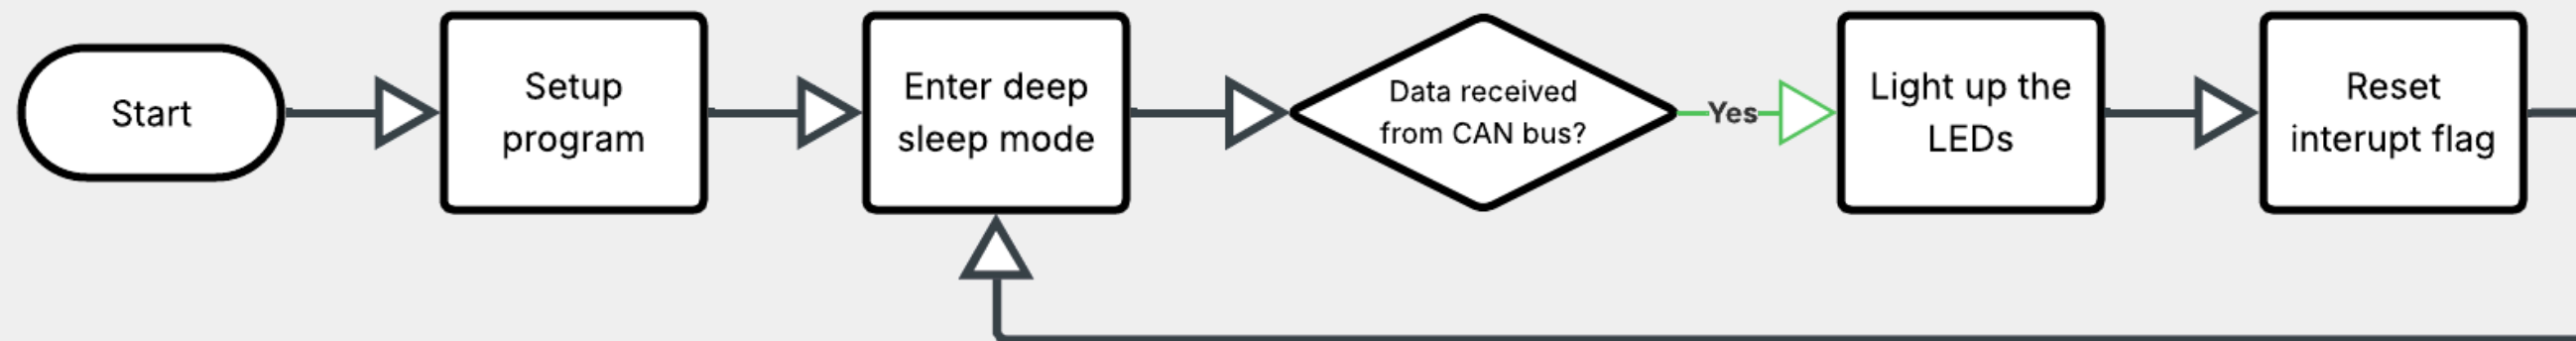 Start
Setup
program
Enter deep
sleep mode
Data received
from CAN bus?
Yes
Light up the
LEDs
Reset
interupt flag